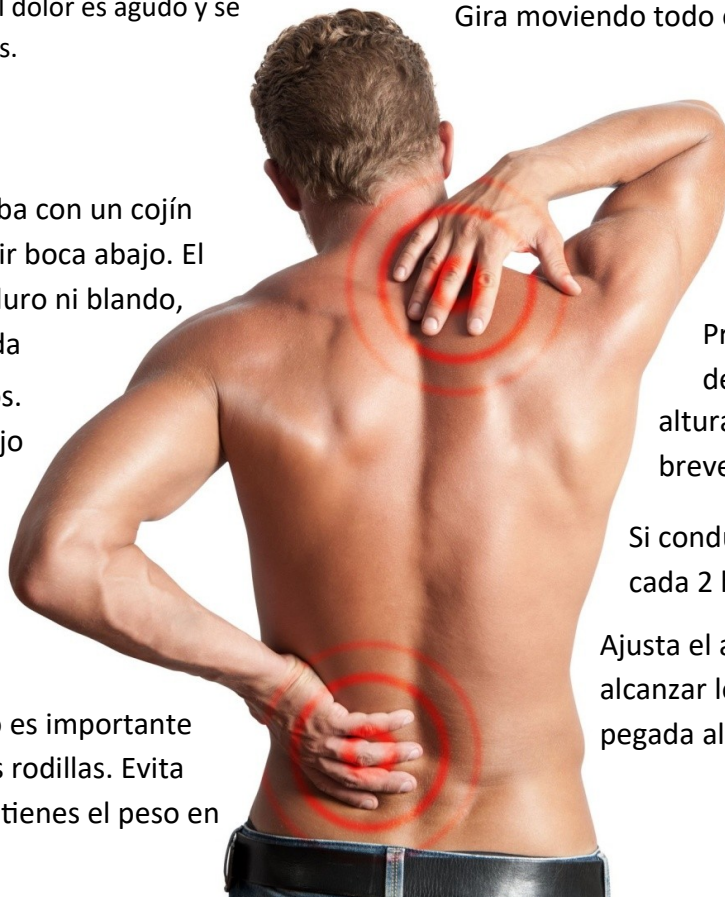 l dolor es agudo y se
s.
ba con un cojín
ir boca abajo. El
luro ni blando,
da
s.
jo
o es importante
s rodillas. Evita
tienes el peso en
Gira moviendo todo
Pr
de
altura
breve
Si condu
cada 2
Ajusta el a
alcanzar l
pegada al